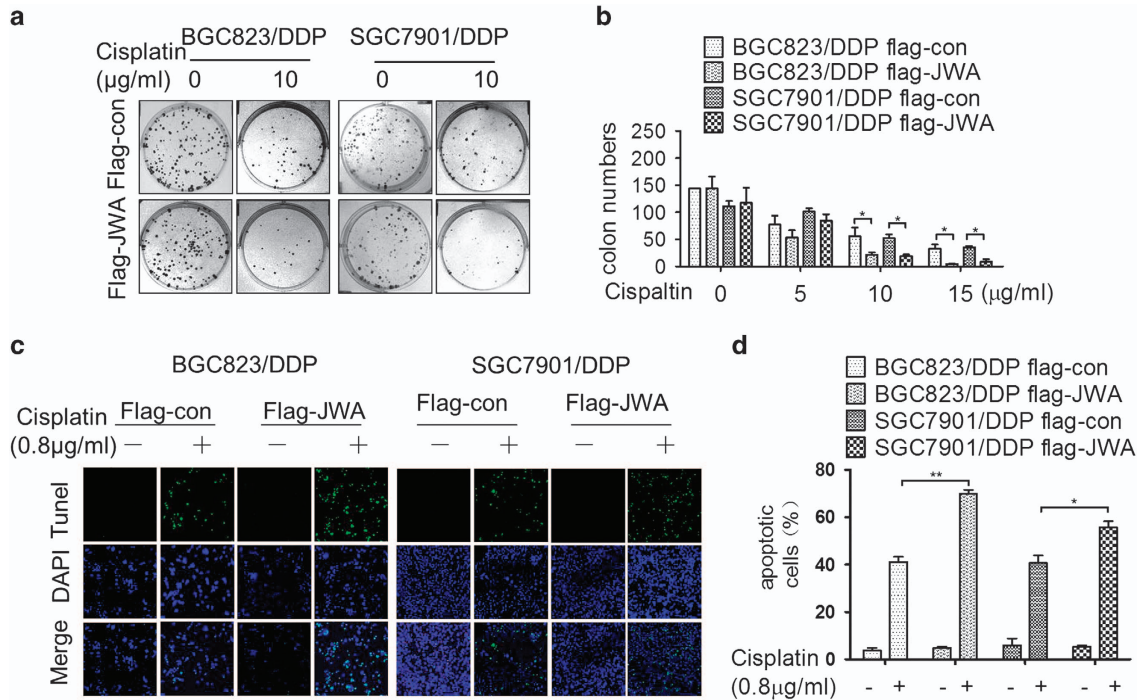 a
Cisplatin
(µg/ml)
BGC823/DDP SGC7901/DDP
0 10 0 10
Flag-con
Flag-JWA
b
BGC823/DDP flag-con
BGC823/DDP flag-JWA
SGC7901/DDP flag-con
SGC7901/DDP flag-JWA
colon numbers
250
200
150
100
50
0
* * * *
Cispaltin 0 5 10 15 (µg/ml)
c
BGC823/DDP SGC7901/DDP
Cisplatin
(0.8µg/ml)
Flag-con Flag-JWA Flag-con Flag-JWA
— + — + — + — +
Tunel
DAPI
Merge
d
BGC823/DDP flag-con
BGC823/DDP flag-JWA
SGC7901/DDP flag-con
SGC7901/DDP flag-JWA
apoptotic
cells (%)
80
60
40
20
0
** *
Cisplatin
(0.8µg/ml) - + - + - + - +